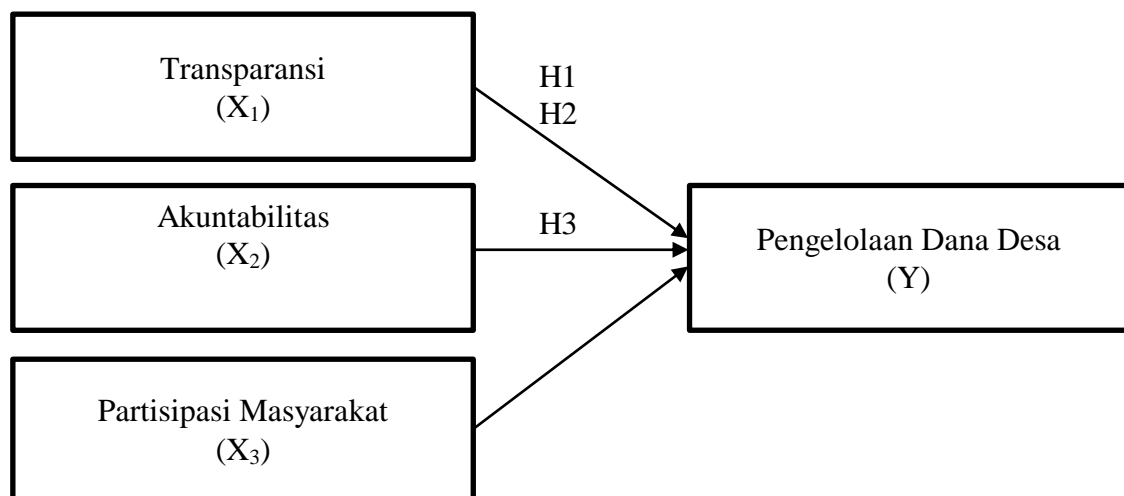 Transparansi
(X₁)
H1
H2
Akuntabilitas
(X₂)
H3
Pengelolaan Dana Desa
(Y)
Partisipasi Masyarakat
(X₃)